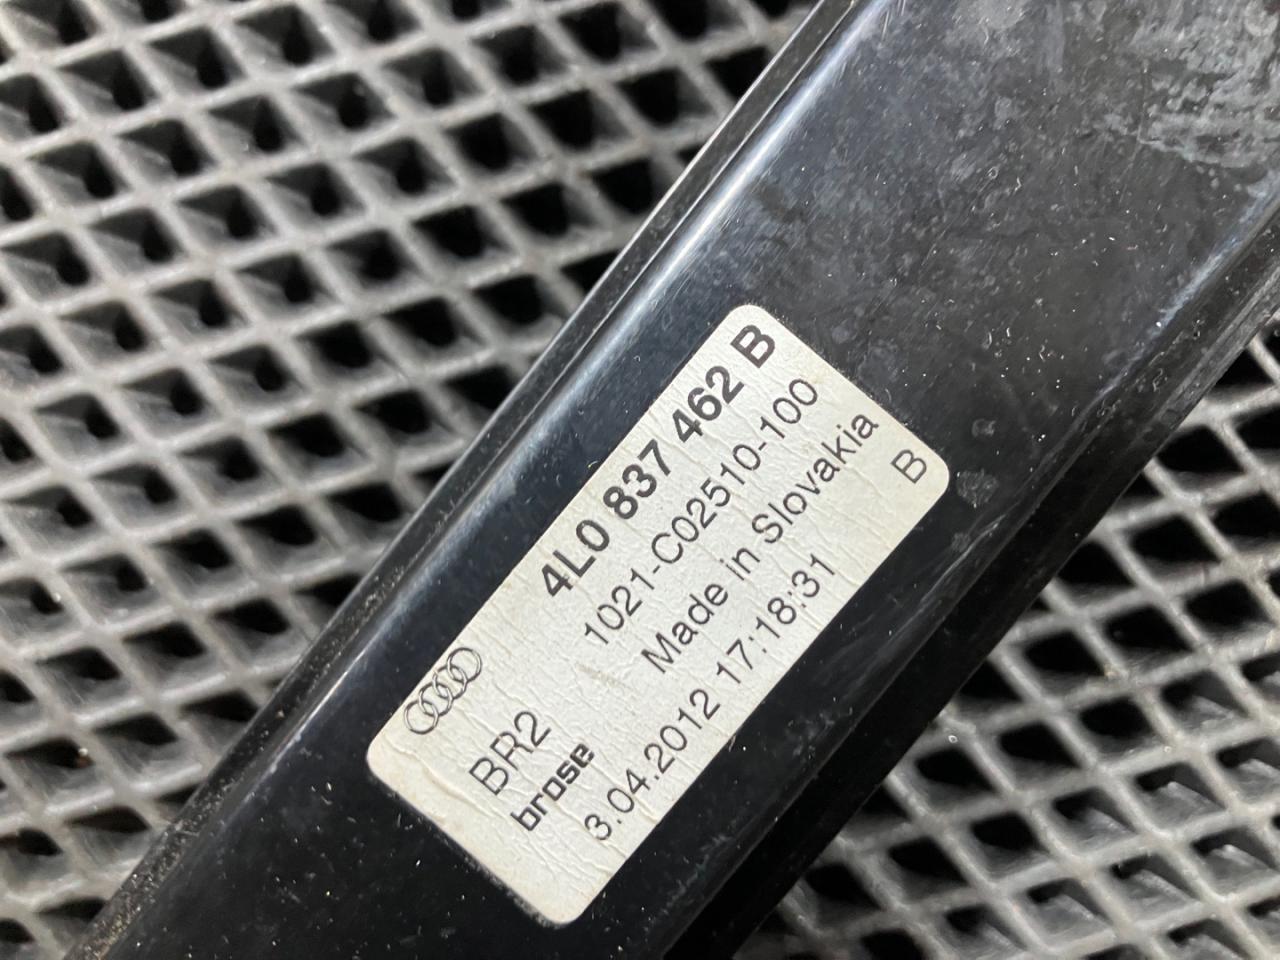 4L0 837 462 B
1021-C02510-100
BR2 Made in Slovakia B
brose 3.04.2012 17:18:31